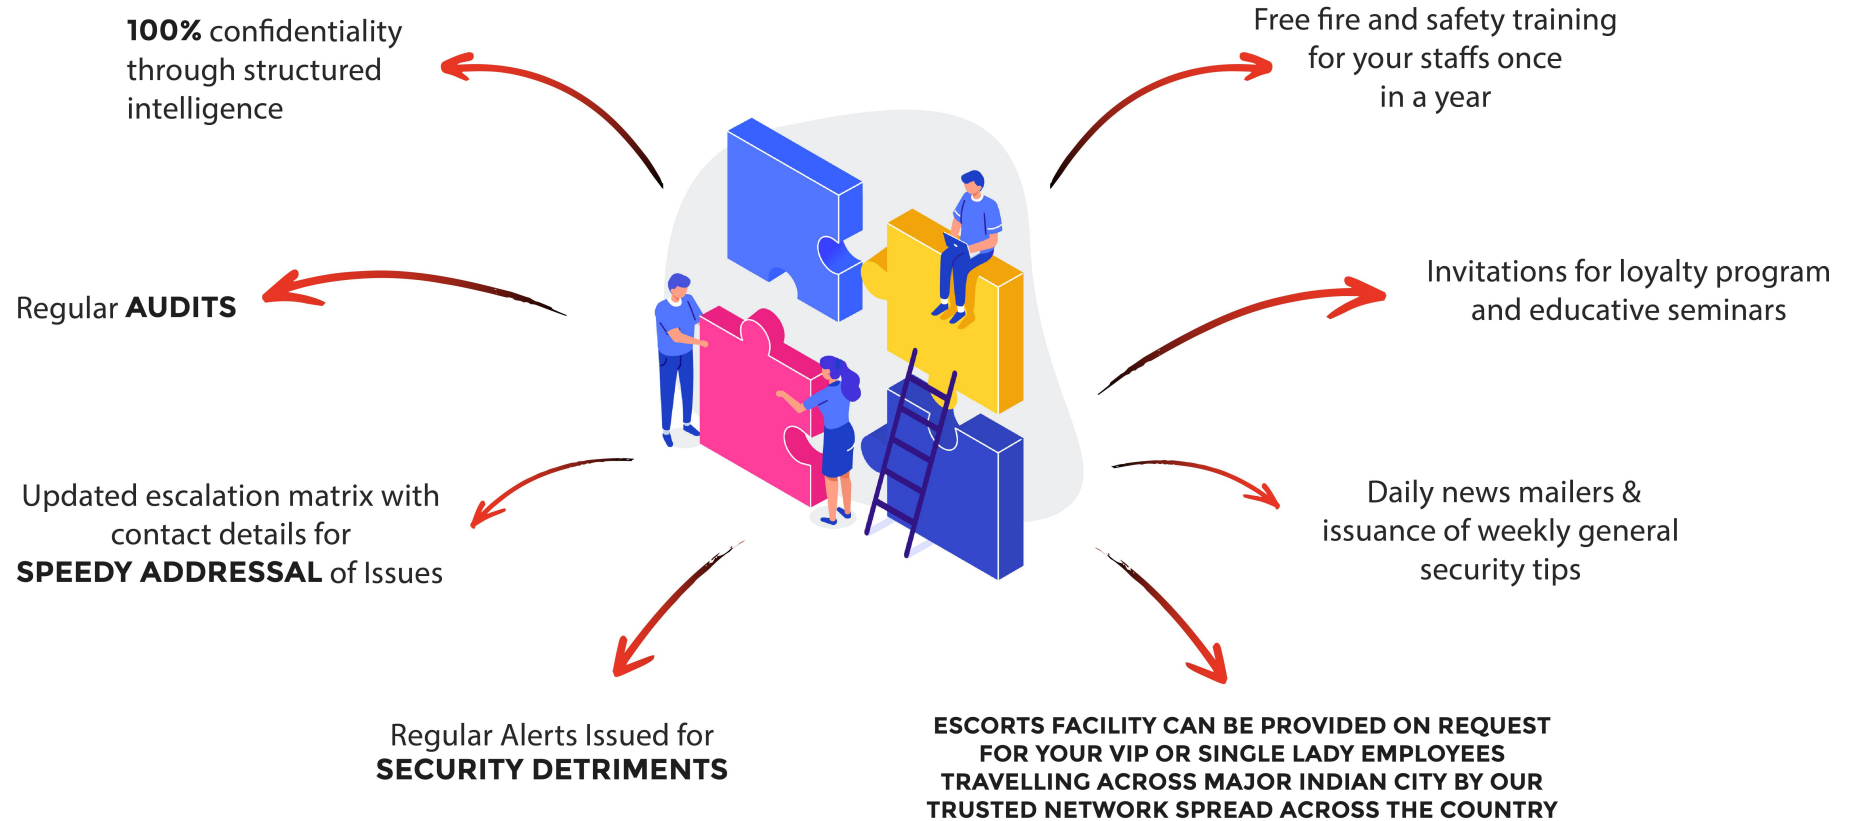 100% confidentiality
through structured
intelligence
Free fire and safety training
for your staffs once
in a year
Regular AUDITS
Invitations for loyalty program
and educative seminars
Updated escalation matrix with
contact details for
SPEEDY ADDRESSAL of Issues
Daily news mailers &
issuance of weekly general
security tips
Regular Alerts Issued for
SECURITY DETRIMENTS
ESCORTS FACILITY CAN BE PROVIDED ON REQUEST
FOR YOUR VIP OR SINGLE LADY EMPLOYEES
TRAVELLING ACROSS MAJOR INDIAN CITY BY OUR
TRUSTED NETWORK SPREAD ACROSS THE COUNTRY